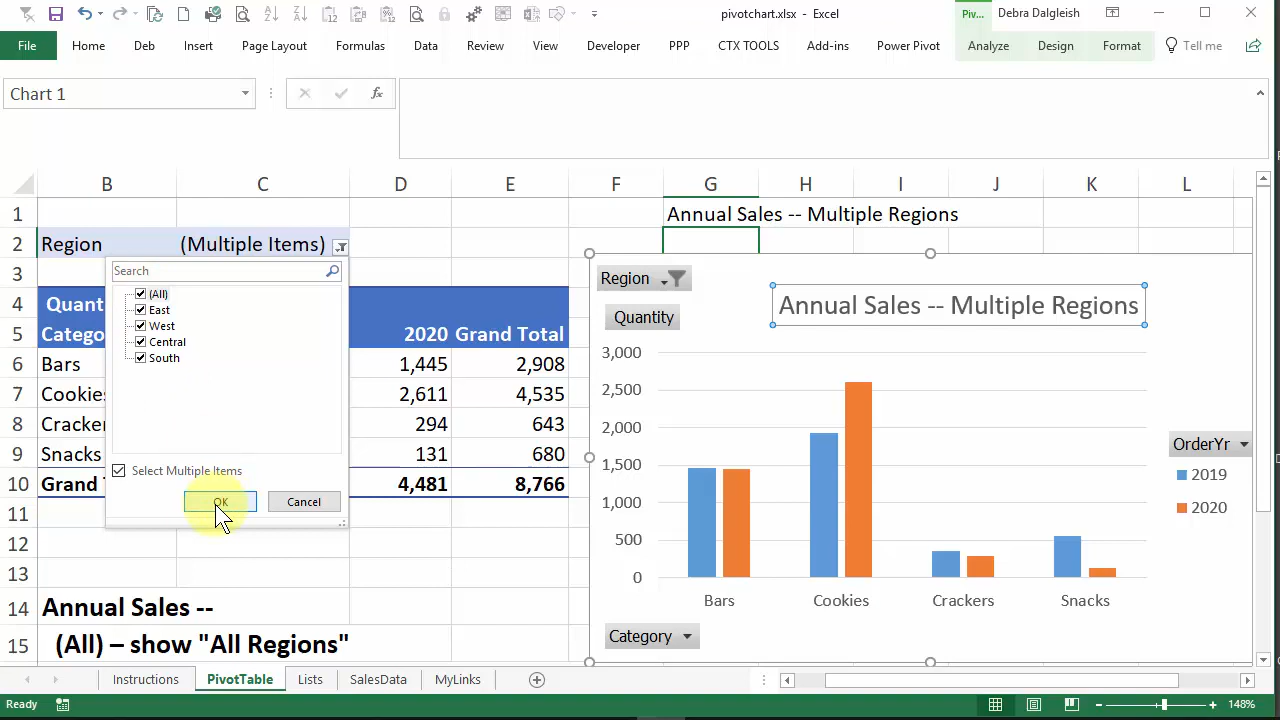 pivotchart.xlsx - Excel
Piv...
Debra Dalgleish
File
Home
Deb
Insert
Page Layout
Formulas
Data
Review
View
Developer
PPP
CTX TOOLS
Add-ins
Power Pivot
Analyze
Design
Format
Tell me
Chart 1
fx
B C D E F G H I J K L
1 Annual Sales -- Multiple Regions
2 Region (Multiple Items)
3
4 Quant
5 Catego 2020 Grand Total
6 Bars 1,445 2,908
7 Cookies 2,611 4,535
8 Cracker 294 643
9 Snacks 131 680
10 Grand T 4,481 8,766
11
12
13
14 Annual Sales --
15 (All) – show "All Regions"
Search
(All)
East
West
Central
South
Select Multiple Items
OK Cancel
Region
Annual Sales -- Multiple Regions
Quantity
3,000
2,500
2,000
1,500
1,000
500
0
Bars Cookies Crackers Snacks
OrderYr
2019
2020
Category
Instructions PivotTable Lists SalesData MyLinks
Ready
148%